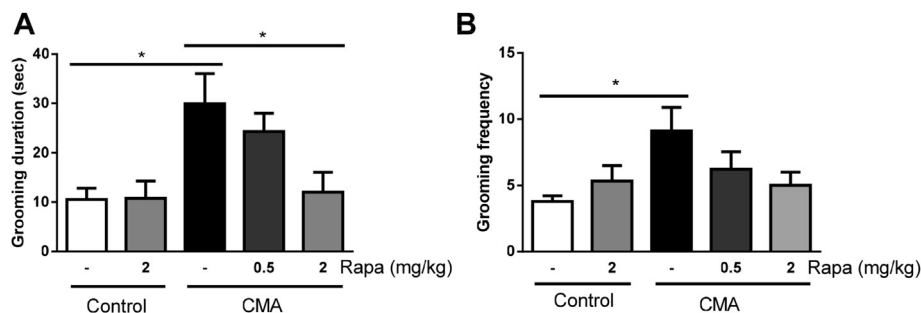 A
Grooming duration (sec)
40
30
20
10
0
* *
- 2 - 0.5 2 Rapa (mg/kg)
Control CMA
B
Grooming frequency
15
10
5
0
*
- 2 - 0.5 2 Rapa (mg/kg)
Control CMA